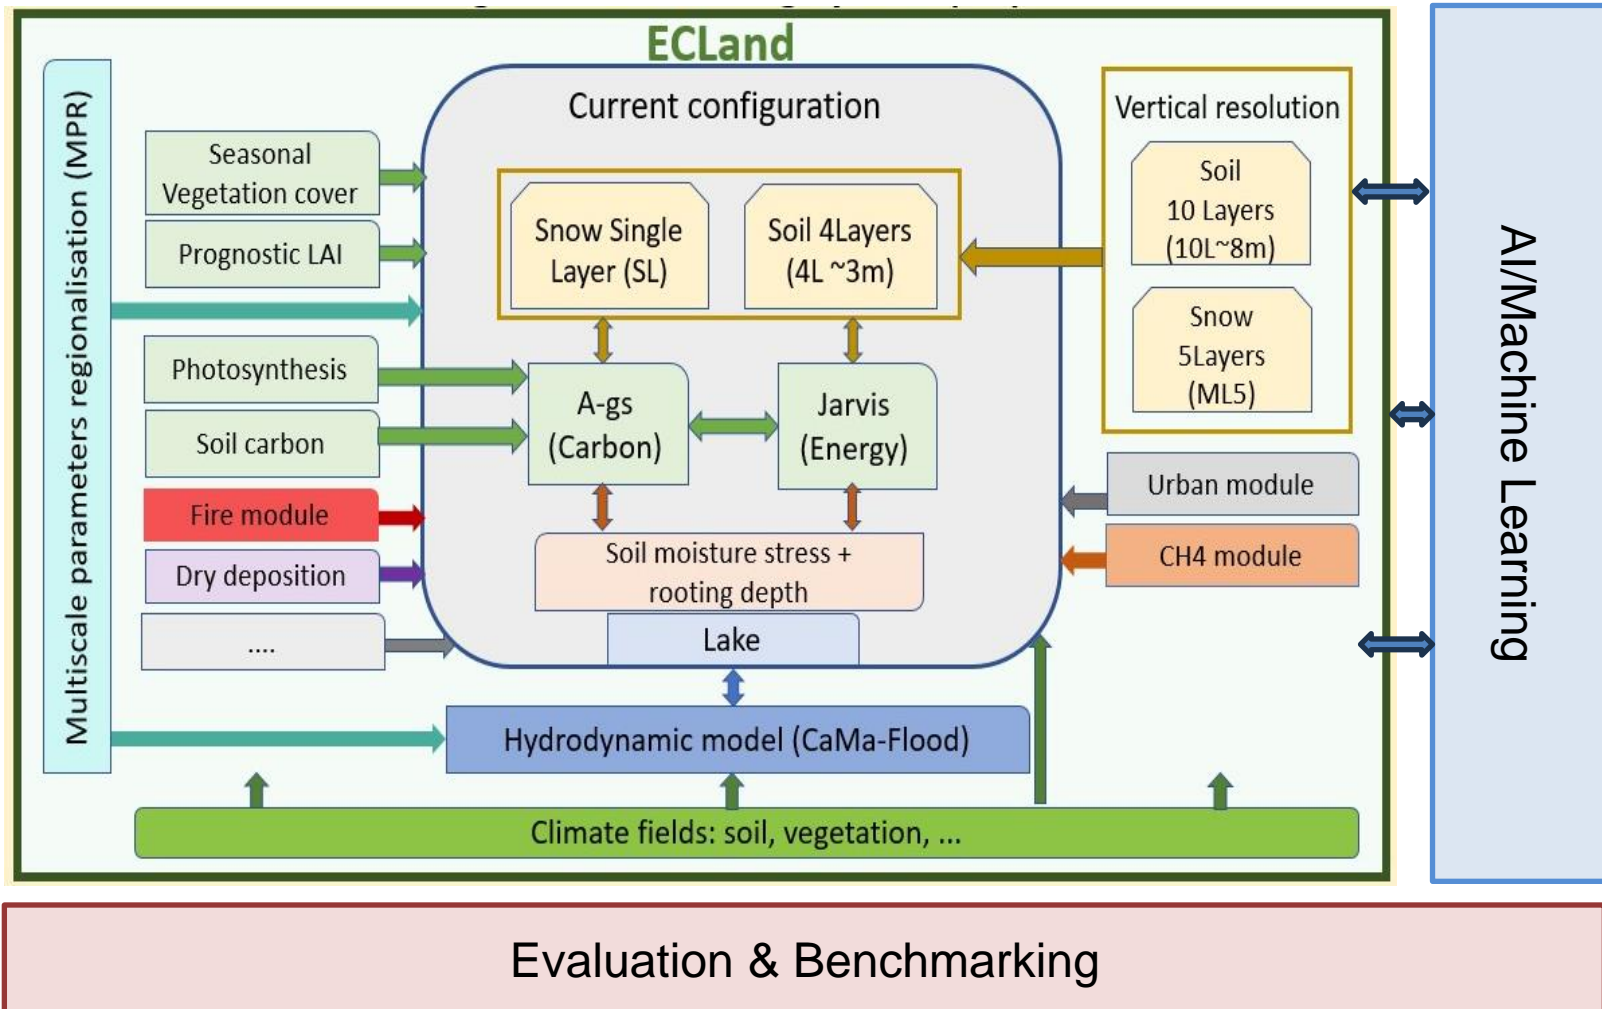 ECLand
Multiscale parameters regionalisation (MPR)
Current configuration
Seasonal
Vegetation cover
Prognostic LAI
Photosynthesis
Soil carbon
Fire module
Dry deposition
....
Snow Single
Layer (SL)
Soil 4Layers
(4L ~3m)
A-gs
(Carbon)
Jarvis
(Energy)
Soil moisture stress +
rooting depth
Lake
Hydrodynamic model (CaMa-Flood)
Climate fields: soil, vegetation, ...
Vertical resolution
Soil
10 Layers
(10L~8m)
Snow
5Layers
(ML5)
Urban module
CH4 module
AI/Machine Learning
Evaluation & Benchmarking